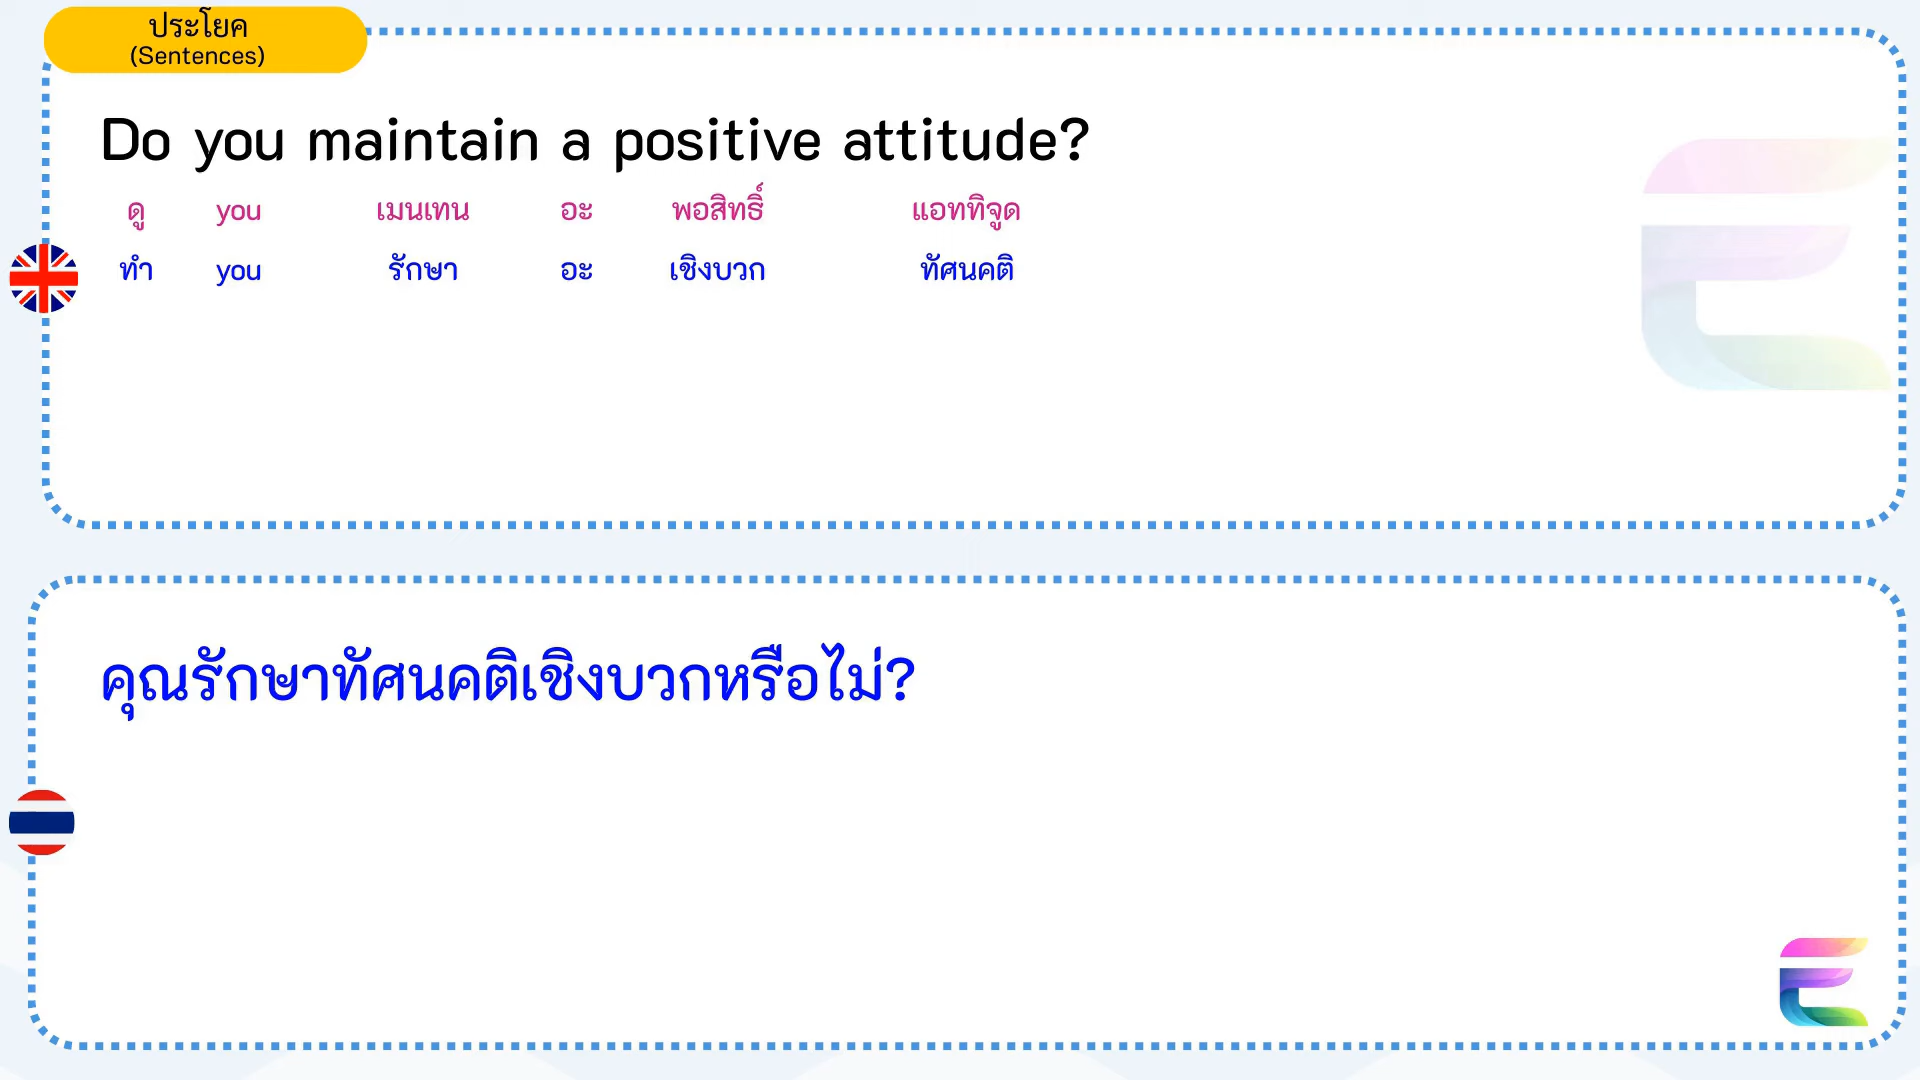 ประโยค
(Sentences)
Do you maintain a positive attitude?
ดู you เมนเทน อะ พอสิทธิ์ แอททิจูด
ทำ you รักษา อะ เชิงบวก ทัศนคติ
คุณรักษาทัศนคติเชิงบวกหรือไม่?